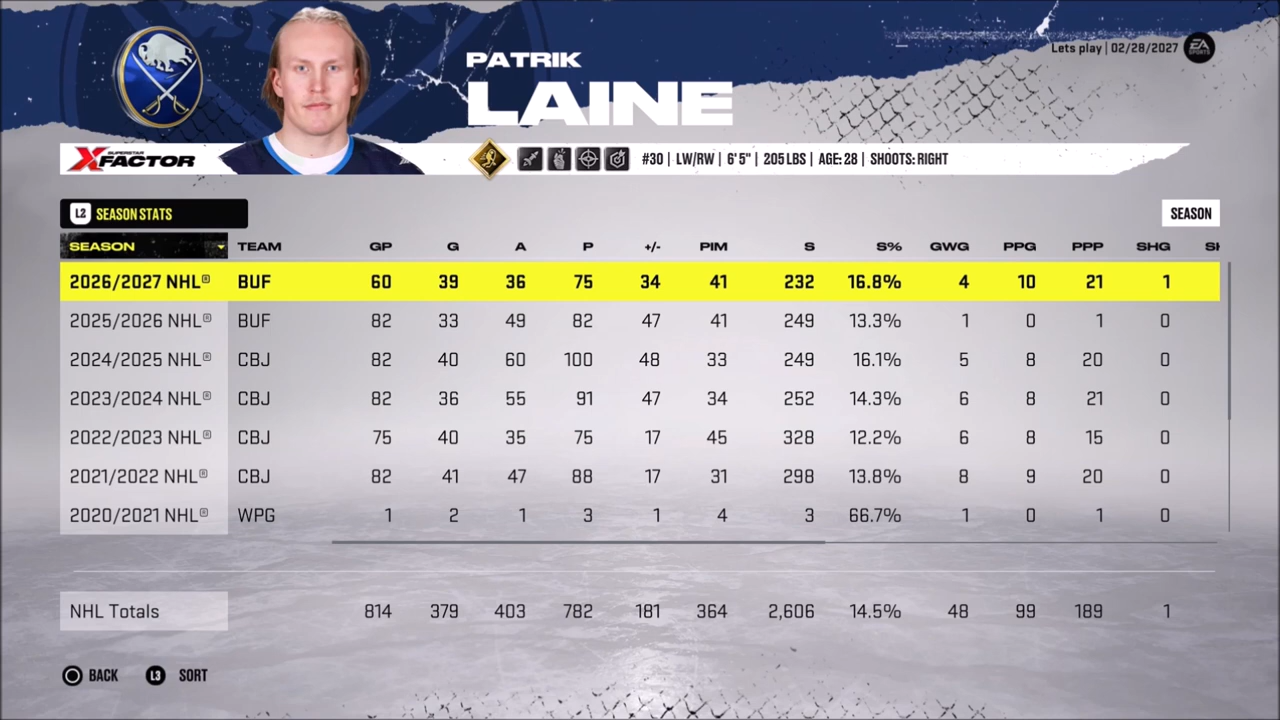 PATRIK
LAINE
Lets play | 02/28/2027
EA SPORTS
SUPERSTAR
X FACTOR
#30 | LW/RW | 6' 5" | 205 LBS | AGE: 28 | SHOOTS: RIGHT
L2 SEASON STATS
SEASON
SEASON TEAM GP G A P +/- PIM S S% GWG PPG PPP SHG SH
2026/2027 NHL® BUF 60 39 36 75 34 41 232 16.8% 4 10 21 1
2025/2026 NHL® BUF 82 33 49 82 47 41 249 13.3% 1 0 1 0
2024/2025 NHL® CBJ 82 40 60 100 48 33 249 16.1% 5 8 20 0
2023/2024 NHL® CBJ 82 36 55 91 47 34 252 14.3% 6 8 21 0
2022/2023 NHL® CBJ 75 40 35 75 17 45 328 12.2% 6 8 15 0
2021/2022 NHL® CBJ 82 41 47 88 17 31 298 13.8% 8 9 20 0
2020/2021 NHL® WPG 1 2 1 3 1 4 3 66.7% 1 0 1 0
NHL Totals 814 379 403 782 181 364 2,606 14.5% 48 99 189 1
BACK L3 SORT